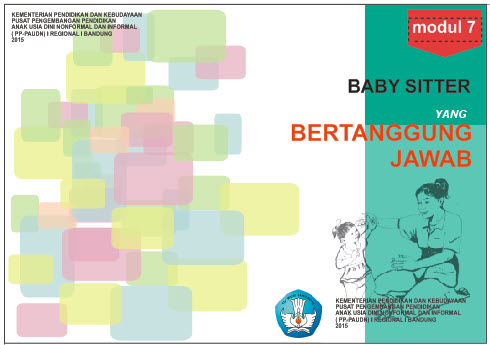 KEMENTERIAN PENDIDIKAN DAN KEBUDAYAAN
PUSAT PENGEMBANGAN PENDIDIKAN
ANAK USIA DINI NONFORMAL DAN INFORMAL
( PP-PAUDNI ) REGIONAL I BANDUNG
2015
modul 7
BABY SITTER
YANG
BERTANGGUNG
JAWAB
KEMENTERIAN PENDIDIKAN DAN KEBUDAYAAN
PUSAT PENGEMBANGAN PENDIDIKAN
ANAK USIA DINI NONFORMAL DAN INFORMAL
( PP-PAUDNI ) REGIONAL I BANDUNG
2015